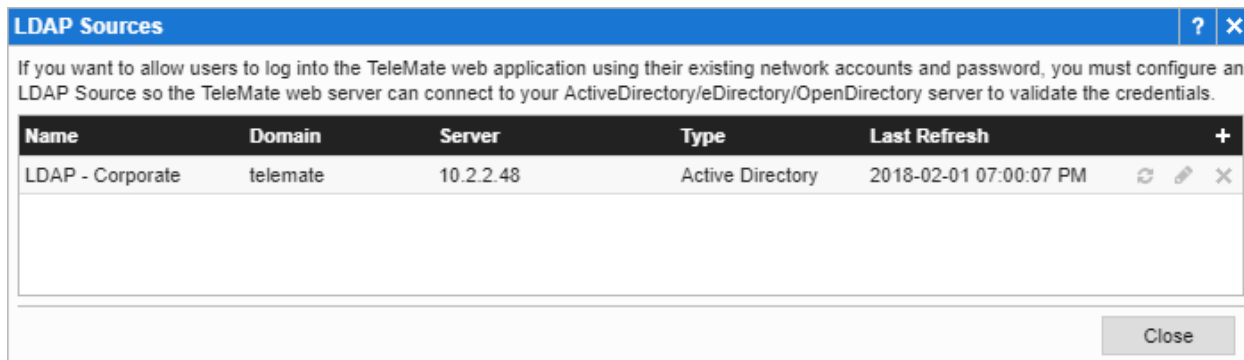 LDAP Sources ? ×
If you want to allow users to log into the TeleMate web application using their existing network accounts and password, you must configure an
LDAP Source so the TeleMate web server can connect to your ActiveDirectory/eDirectory/OpenDirectory server to validate the credentials.
Name Domain Server Type Last Refresh +
LDAP - Corporate telemate 10.2.2.48 Active Directory 2018-02-01 07:00:07 PM
Close